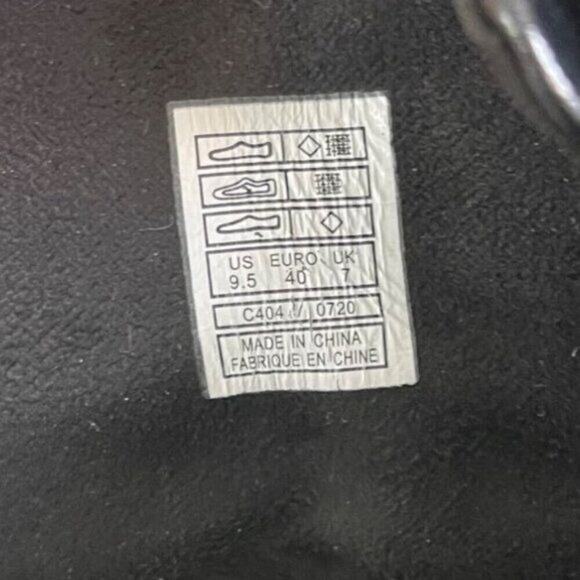 US EURO UK
9.5 40 7
C404 / 0720
MADE IN CHINA
FABRIQUE EN CHINE